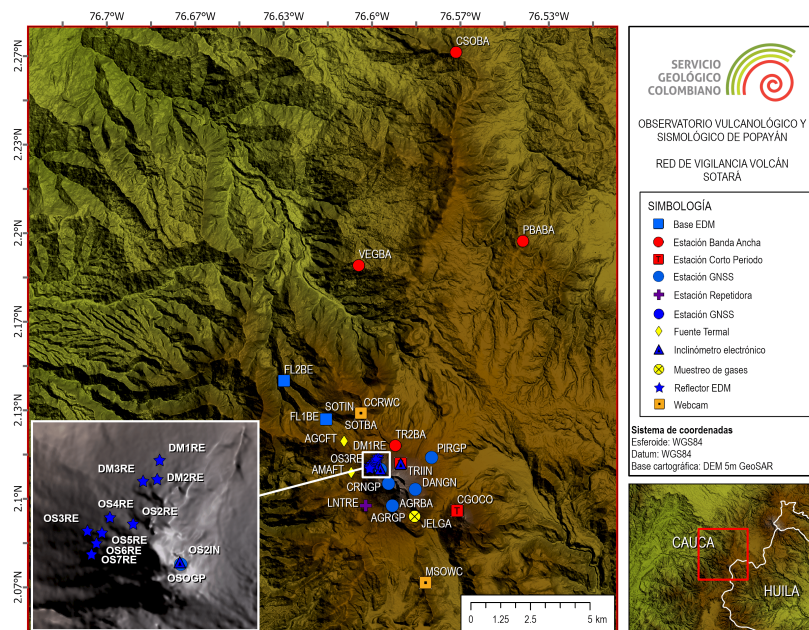 76.7°W
76.67°W
76.6°W
76.57°W
76.53°W
2.27°N
2.23°N
2.2°N
2.17°N
2.13°N
2.1°N
2.07°N
CSOBA
PBABA
VEGBA
FL2BE
FL1BE
SOTIN
CCRWC
SOTBA
AGCFT
DM1RE
TR2BA
PIRGP
OS3RE
AMAFT
TRIIN
CRNGP
DANGN
LNTRE
AGRBA
CGOCO
AGRGP
JELGA
MSOWC
DM1RE
DM3RE
DM2RE
OS4RE
OS3RE
OS2RE
OS5RE
OS6RE
OS7RE
OS2IN
OSOGP
0 1.25 2.5 5 km
SERVICIO
GEOLÓGICO
COLOMBIANO
OBSERVATORIO VULCANOLÓGICO Y
SISMOLÓGICO DE POPAYÁN
RED DE VIGILANCIA VOLCÁN
SOTARÁ
SIMBOLOGÍA
Base EDM
Estación Banda Ancha
T
Estación Corto Periodo
Estación GNSS
Estación Repetidora
Estación GNSS
Fuente Termal
Inclinómetro electrónico
Muestreo de gases
Reflector EDM
Webcam
Sistema de coordenadas
Esferoide: WGS84
Datum: WGS84
Base cartográfica: DEM 5m GeoSAR
CAUCA
HUILA